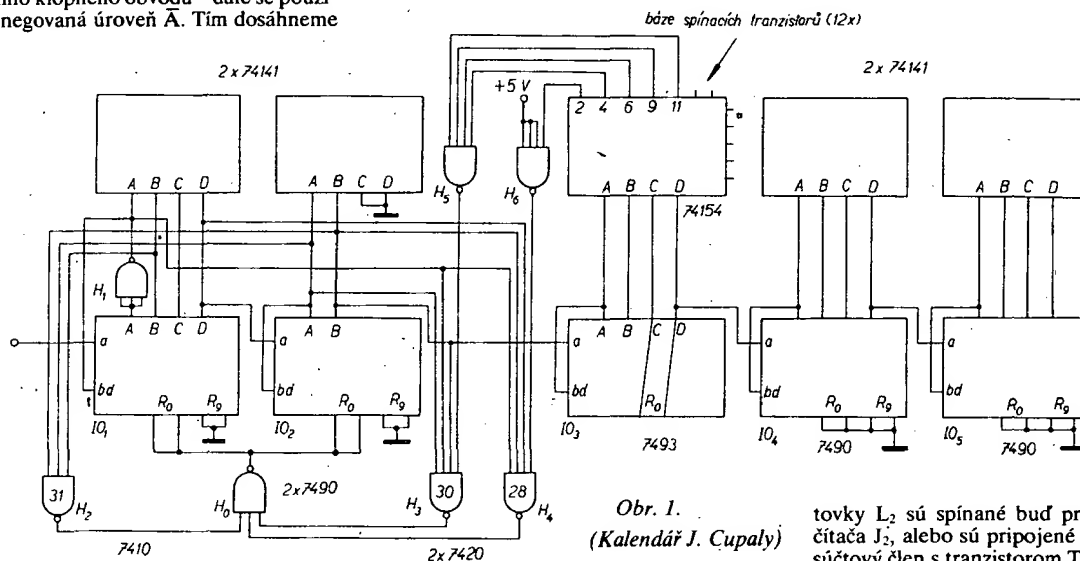 klopného obvodu – dále se použí
negovaná úroveň Ā. Tím dosáhneme
báze spínacích tranzistorů (12x)
2 x 74141
+5 V
2 4 6 9 11
2 x 74141
A B C D
A B C D
H5
H6
A B C D
74154
A B C D
A B C D
H1
A B C D
a
bd
R0 R9
IO1
A B
a
bd
R0 R9
IO2
A B C D
a
bd
R0
IO3
7493
A B C D
a
bd
R0 R9
IO4
7490
A B C D
a
bd
R0 R9
IO5
7490
31
H2
7410
H0
2x7490
30
H3
28
H4
2x7420
Obr. 1.
(Kalendář J. Cupaly)
tovky L2 sú spínané buď pr
čítača J2, alebo sú pripojené
súčtový člen s tranzistorom T